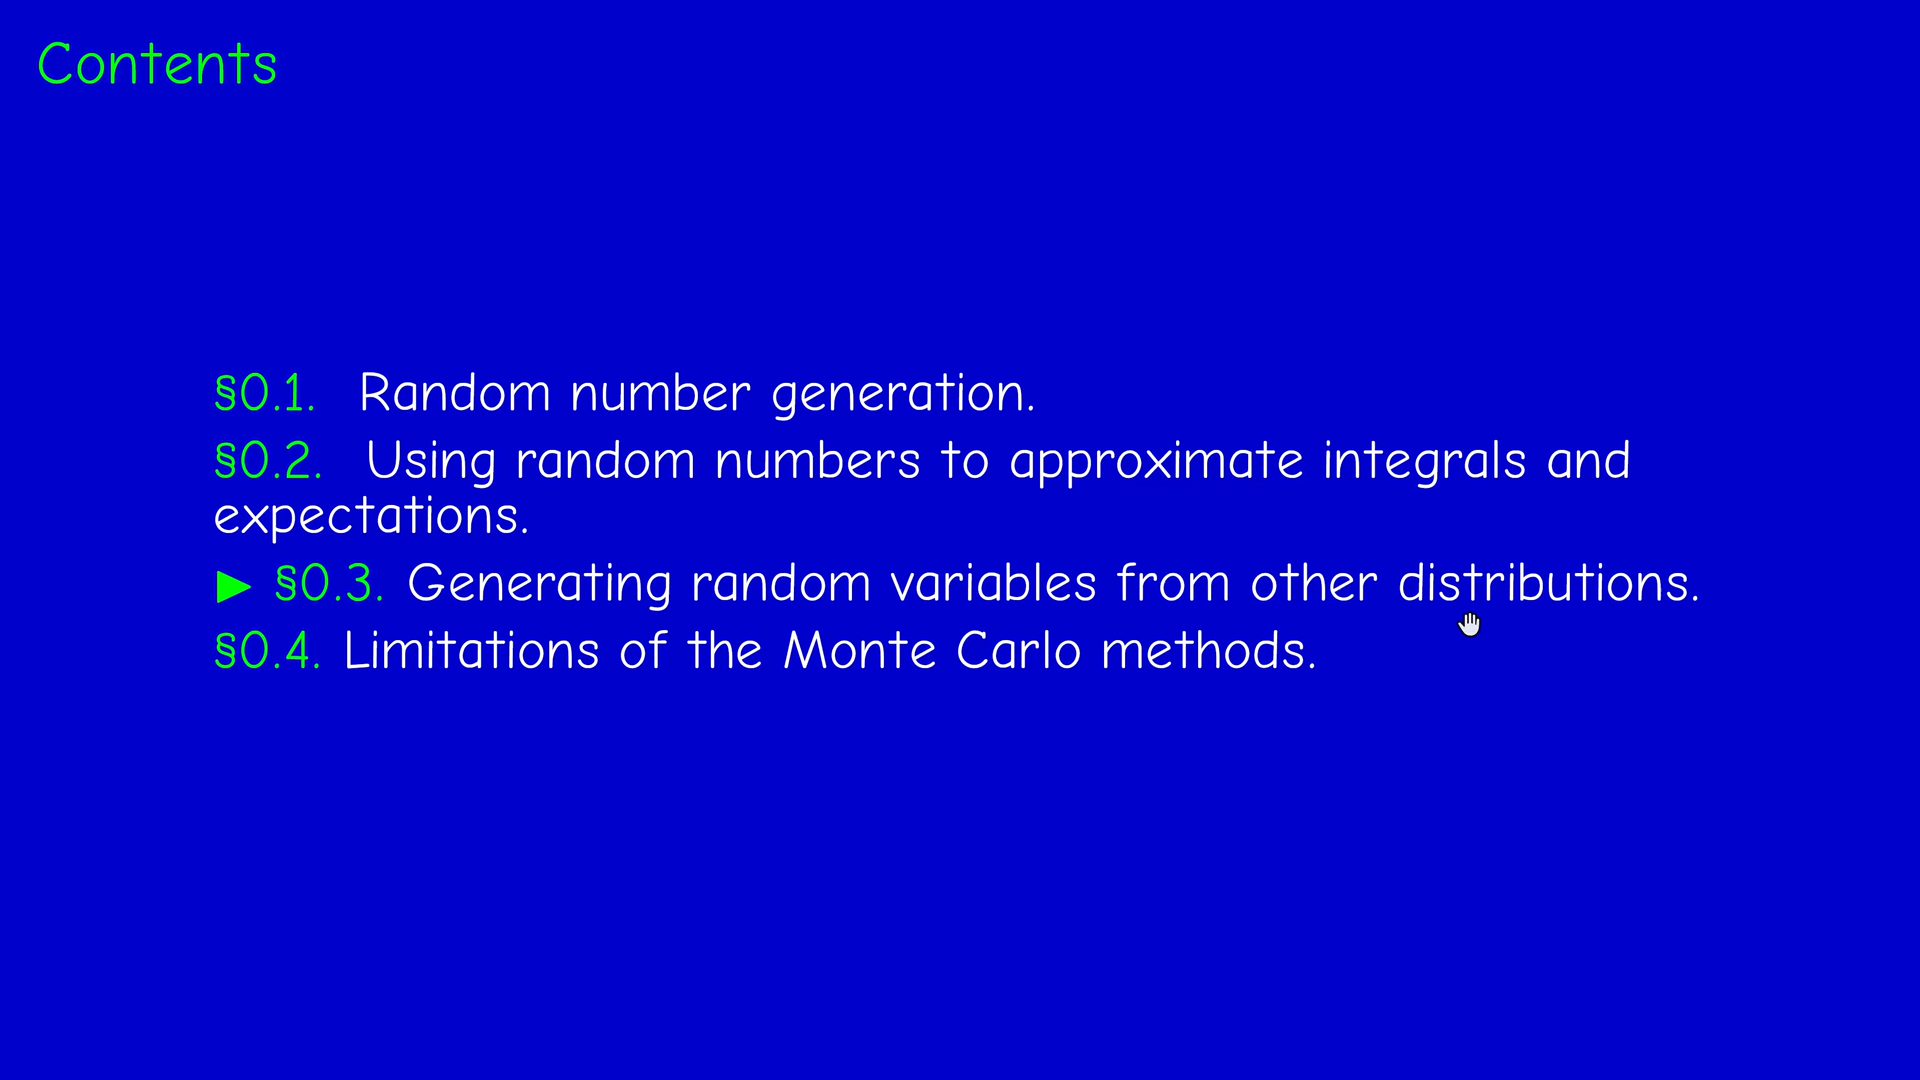 Contents
§0.1. Random number generation.
§0.2. Using random numbers to approximate integrals and
expectations.
▶ §0.3. Generating random variables from other distributions.
§0.4. Limitations of the Monte Carlo methods.